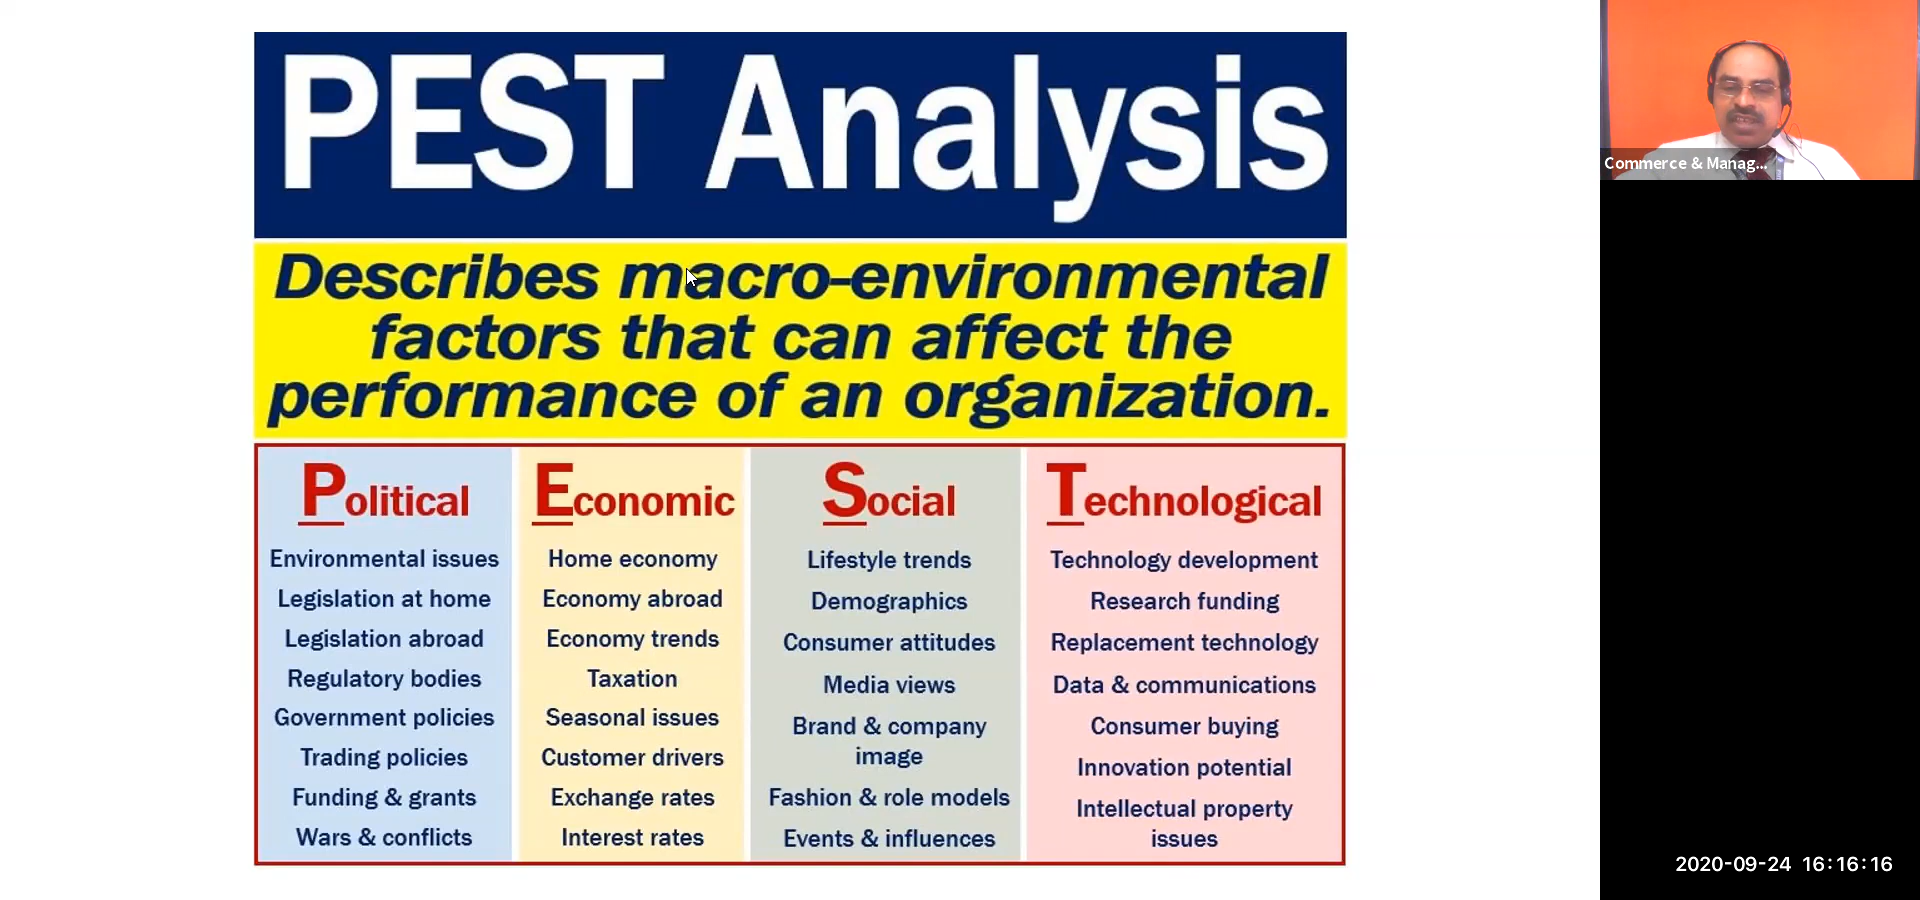 PEST Analysis
Describes macro-environmental
factors that can affect the
performance of an organization.
Political
Environmental issues
Legislation at home
Legislation abroad
Regulatory bodies
Government policies
Trading policies
Funding & grants
Wars & conflicts
Economic
Home economy
Economy abroad
Economy trends
Taxation
Seasonal issues
Customer drivers
Exchange rates
Interest rates
Social
Lifestyle trends
Demographics
Consumer attitudes
Media views
Brand & company
image
Fashion & role models
Events & influences
Technological
Technology development
Research funding
Replacement technology
Data & communications
Consumer buying
Innovation potential
Intellectual property
issues
Commerce & Manag...
2020-09-24 16:16:16